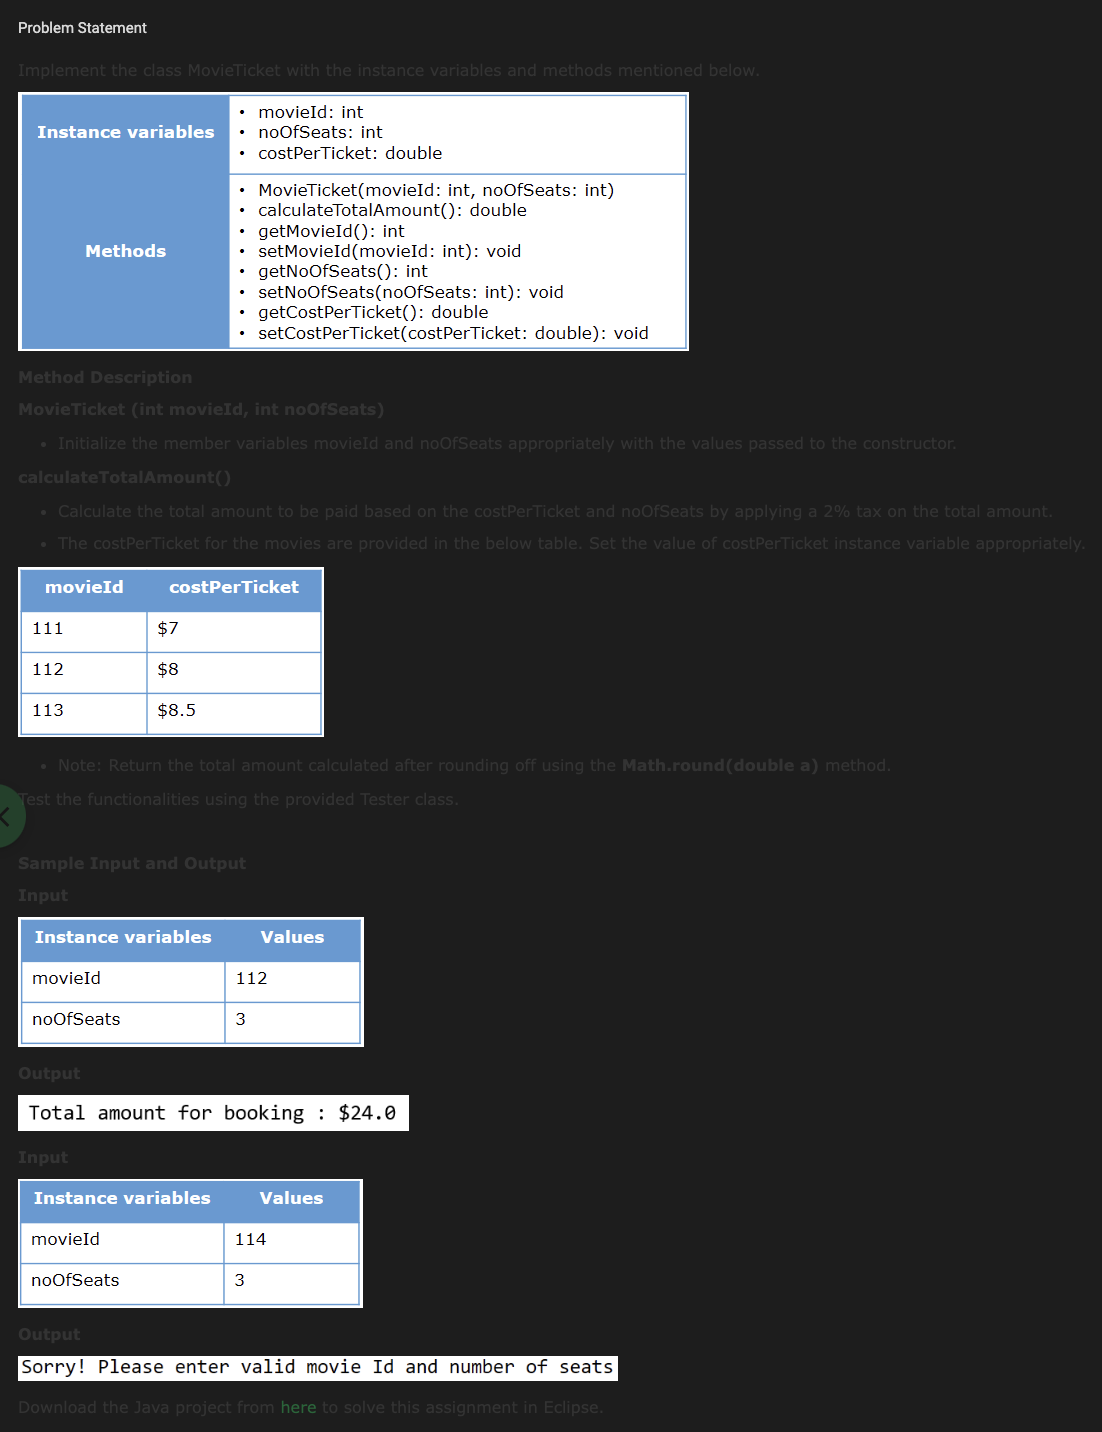 Problem Statement
Implement the class MovieTicket with the instance variables and methods mentioned below.
Instance variables
• movieId: int
• noOfSeats: int
• costPerTicket: double
Methods
• MovieTicket(movieId: int, noOfSeats: int)
• calculateTotalAmount(): double
• getMovieId(): int
• setMovieId(movieId: int): void
• getNoOfSeats(): int
• setNoOfSeats(noOfSeats: int): void
• getCostPerTicket(): double
• setCostPerTicket(costPerTicket: double): void
Method Description
MovieTicket (int movieId, int noOfSeats)
• Initialize the member variables movieId and noOfSeats appropriately with the values passed to the constructor.
calculateTotalAmount()
• Calculate the total amount to be paid based on the costPerTicket and noOfSeats by applying a 2% tax on the total amount.
• The costPerTicket for the movies are provided in the below table. Set the value of costPerTicket instance variable appropriately.
movieId costPerTicket
111 $7
112 $8
113 $8.5
• Note: Return the total amount calculated after rounding off using the Math.round(double a) method.
Test the functionalities using the provided Tester class.
Sample Input and Output
Input
Instance variables Values
movieId 112
noOfSeats 3
Output
Total amount for booking : $24.0
Input
Instance variables Values
movieId 114
noOfSeats 3
Output
Sorry! Please enter valid movie Id and number of seats
Download the Java project from here to solve this assignment in Eclipse.